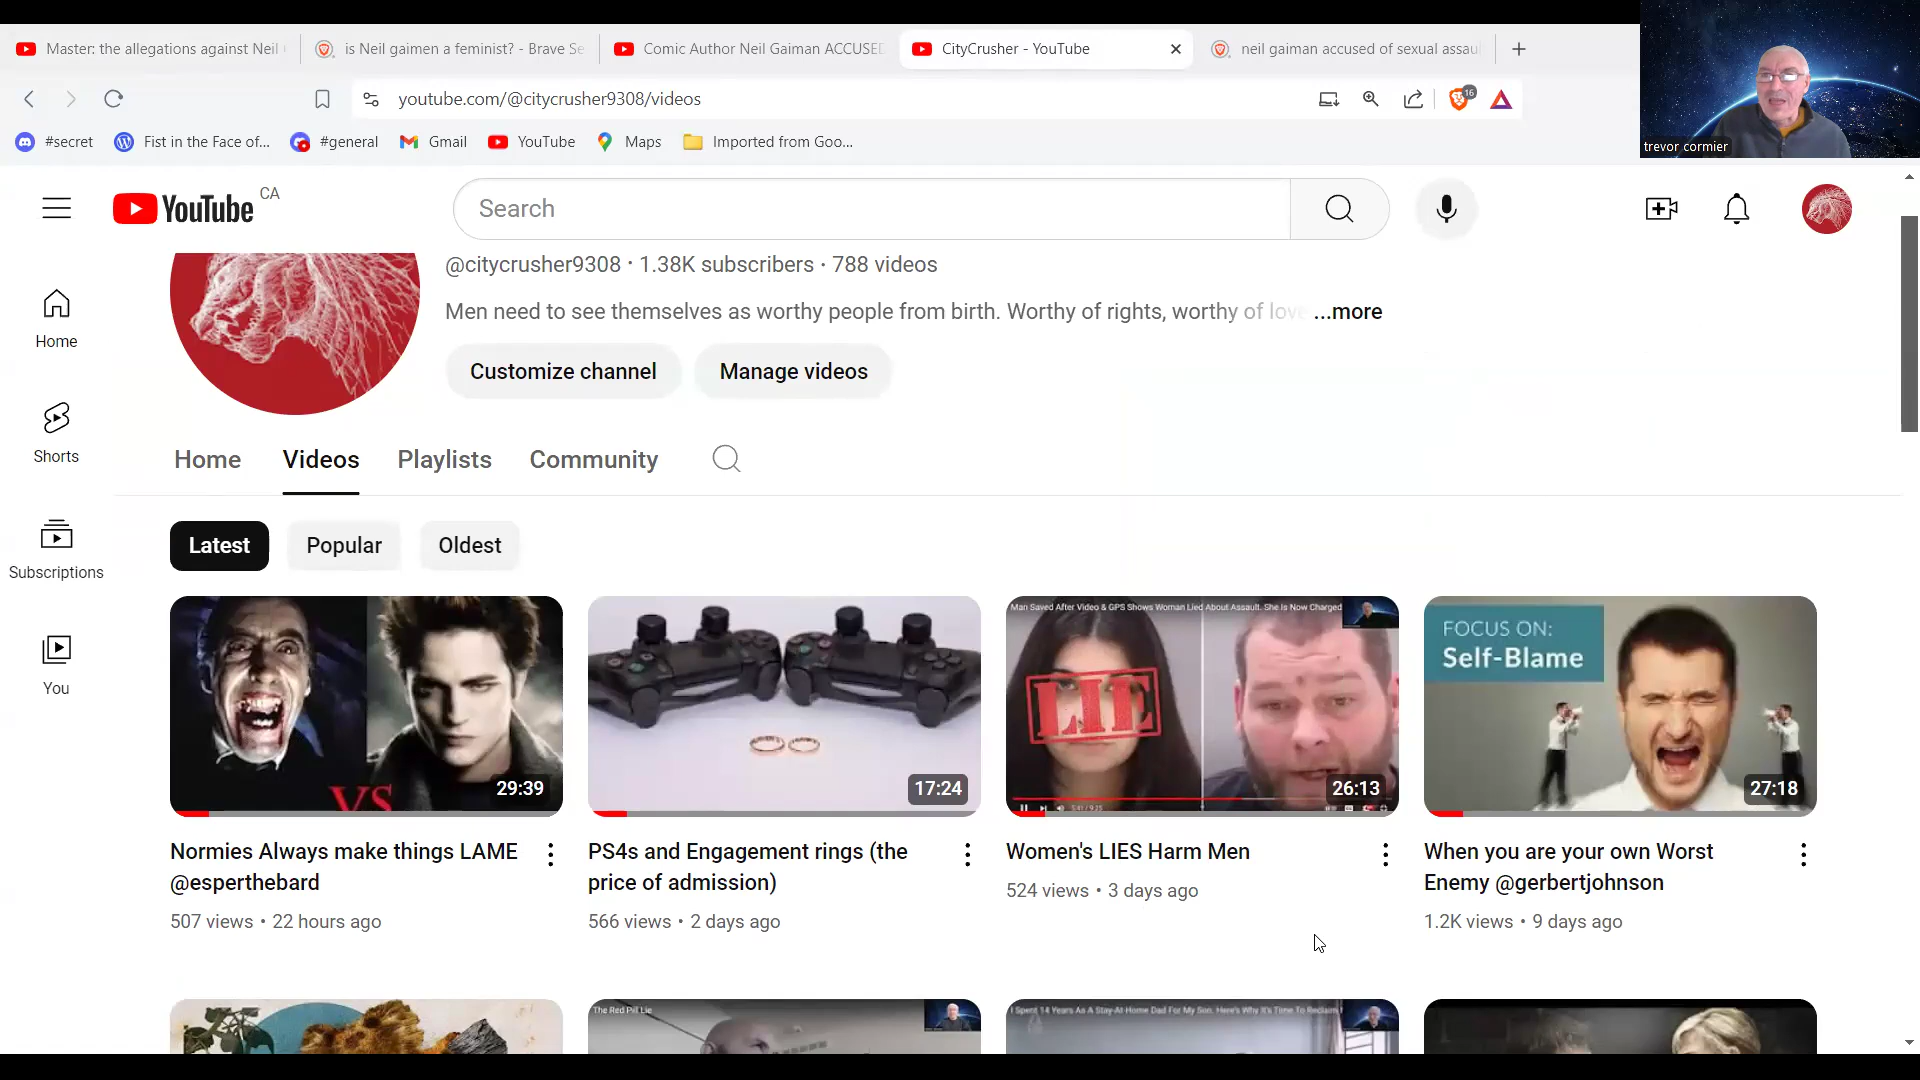 Master: the allegations against Neil
is Neil gaimen a feminist? - Brave Se
Comic Author Neil Gaiman ACCUSED
CityCrusher - YouTube
neil gaiman accused of sexual assau
youtube.com/@citycrusher9308/videos
16
#secret
Fist in the Face of...
#general
Gmail
YouTube
Maps
Imported from Goo...
trevor cormier
YouTube
CA
Search
@citycrusher9308 · 1.38K subscribers · 788 videos
Men need to see themselves as worthy people from birth. Worthy of rights, worthy of love ...more
Customize channel
Manage videos
Home
Shorts
Subscriptions
You
Home
Videos
Playlists
Community
Latest
Popular
Oldest
VS
29:39
17:24
Man Saved After Video & GPS Shows Woman Lied About Assault. She Is Now Charged
LIE
26:13
FOCUS ON:
Self-Blame
27:18
Normies Always make things LAME
@esperthebard
507 views • 22 hours ago
PS4s and Engagement rings (the
price of admission)
566 views • 2 days ago
Women's LIES Harm Men
524 views • 3 days ago
When you are your own Worst
Enemy @gerbertjohnson
1.2K views • 9 days ago
The Red Pill Lie
I Spent 14 Years As A Stay-At-Home Dad For My Son. Here's Why It's Time To Reclaim